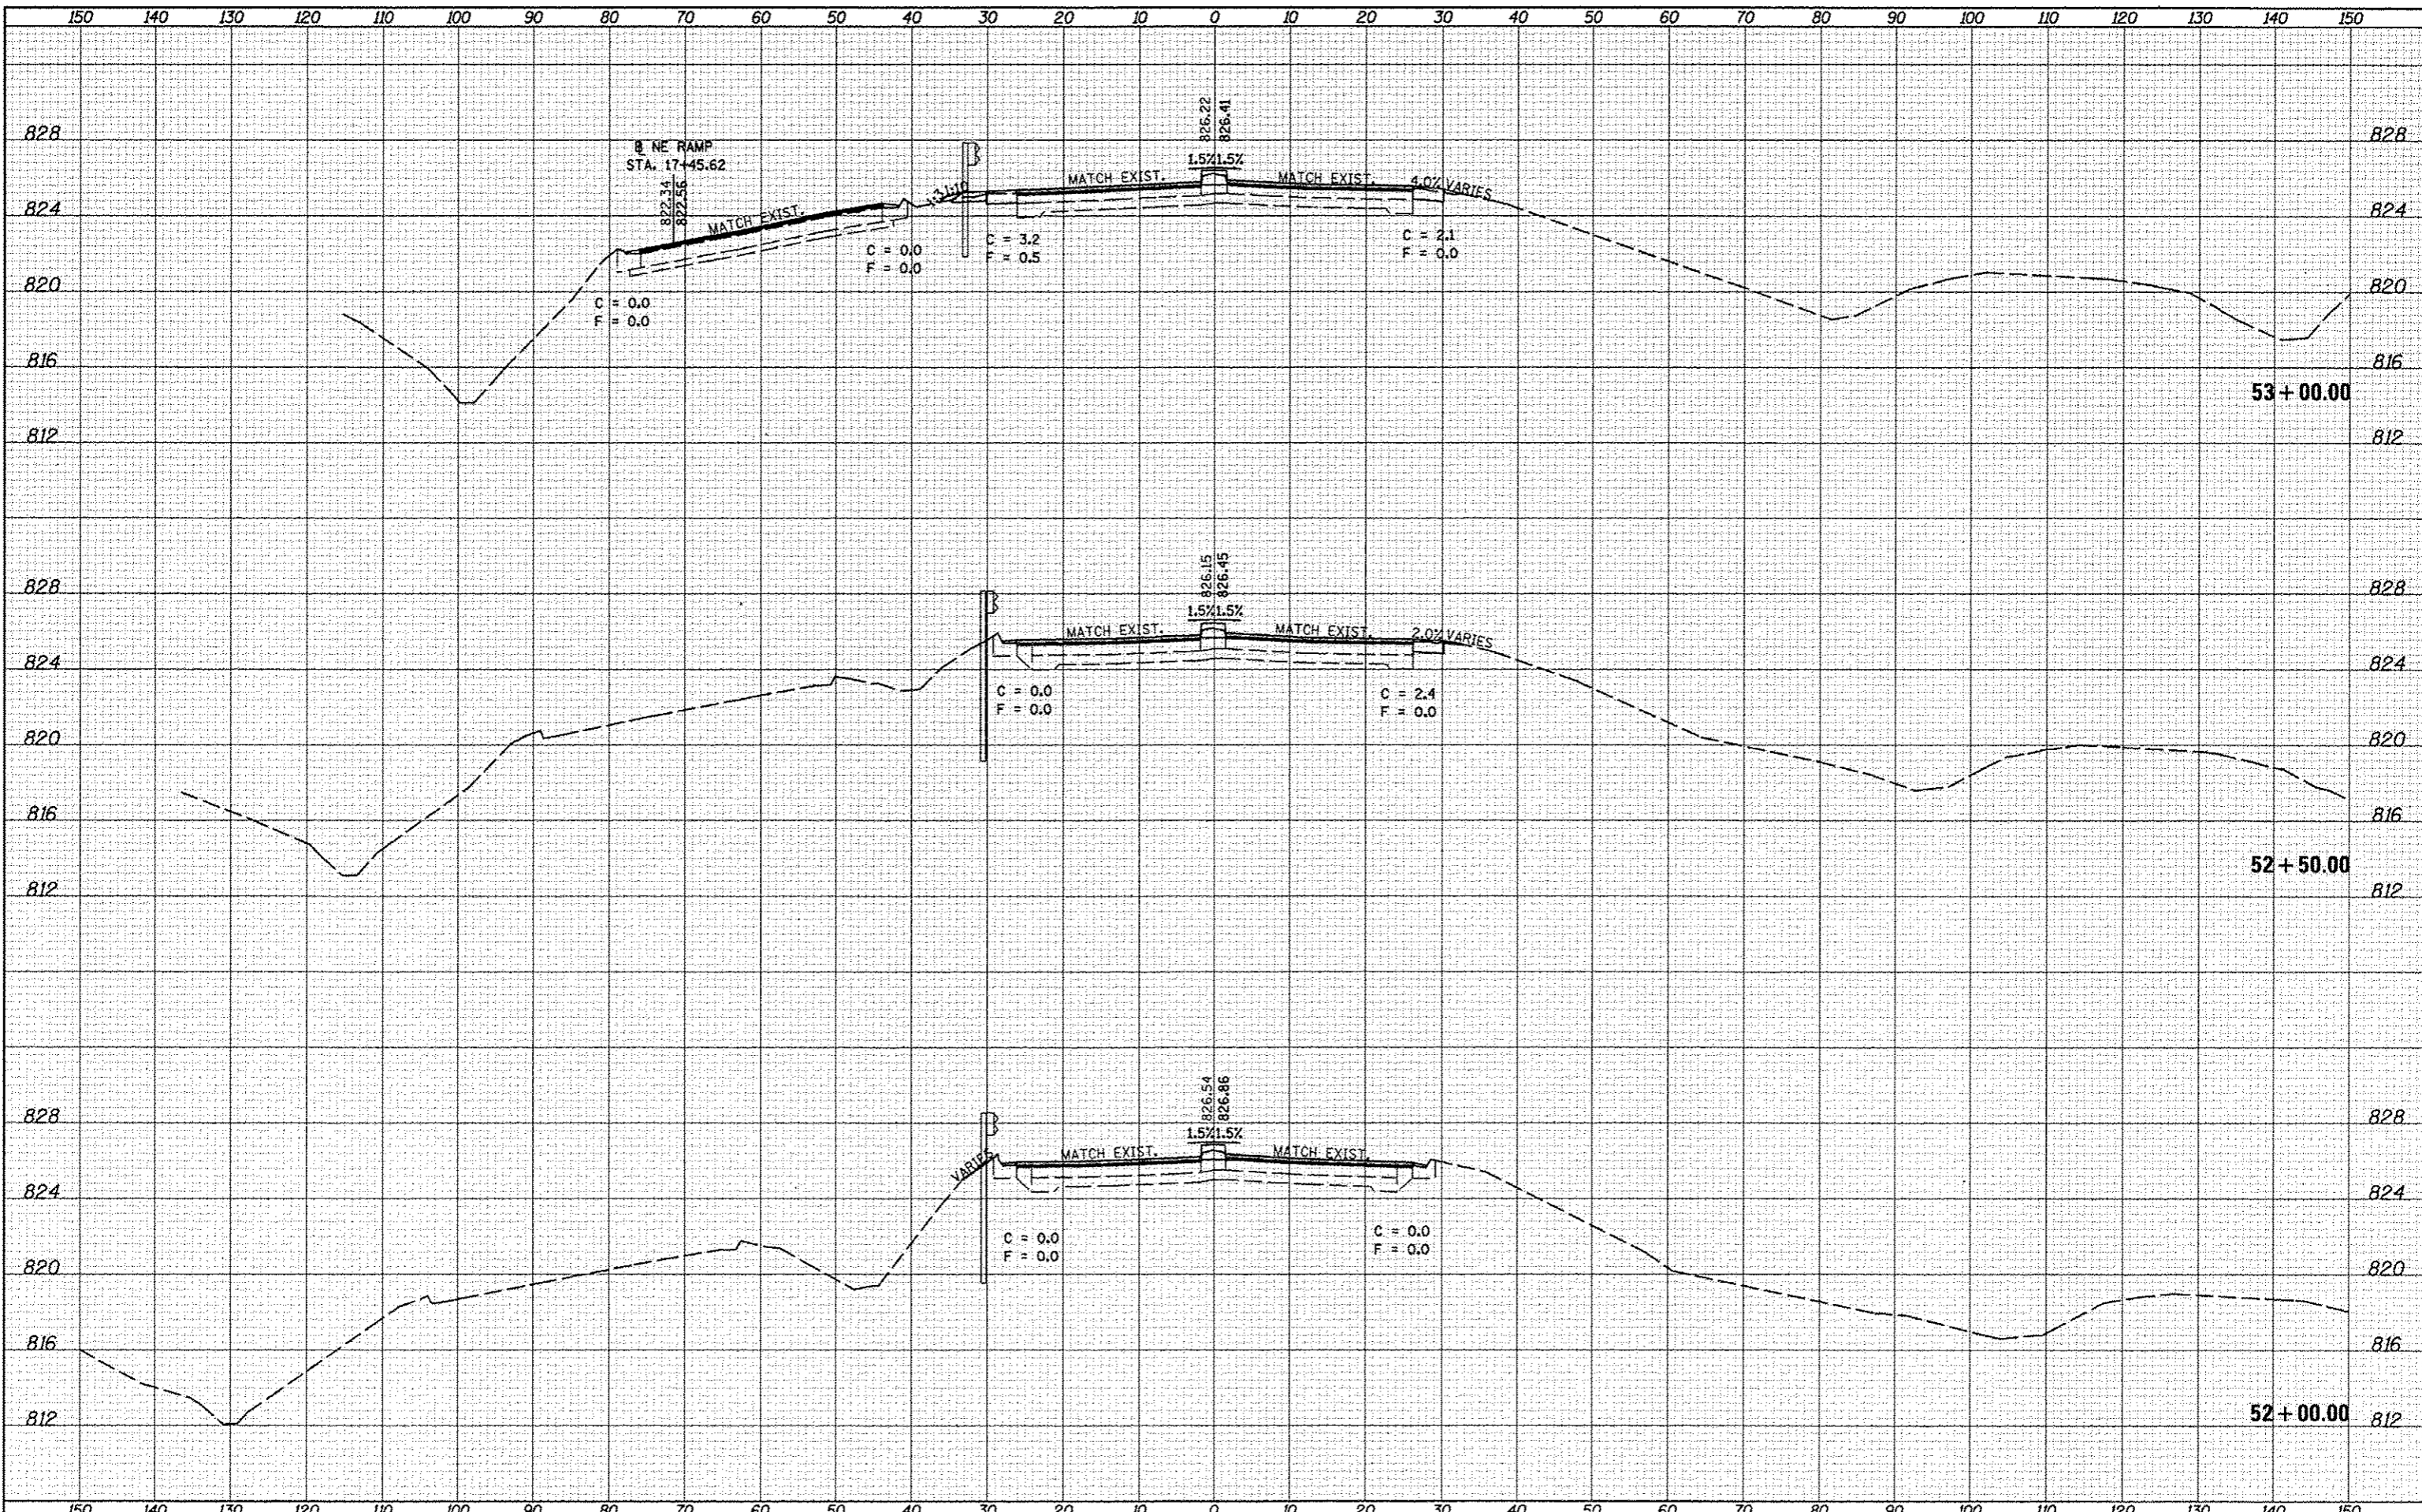 150 140 130 120 110 100 90 80 70 60 50 40 30 20 10 0 10 20 30 40 50 60 70 80 90 100 110 120 130 140 150
826.22
826.41
828 828
B NE RAMP
STA. 17+45.62
1.5% 1.5%
MATCH EXIST. MATCH EXIST. 4.0% VARIES
1:3 1:10
822.34
822.56
MATCH EXIST.
824 824
C = 0.0
F = 0.0
C = 3.2
F = 0.5
C = 2.1
F = 0.0
820 820
C = 0.0
F = 0.0
816 816
53+00.00
812 812
826.15
826.45
828 828
1.5% 1.5%
MATCH EXIST. MATCH EXIST. 2.0% VARIES
824 824
C = 0.0
F = 0.0
C = 2.4
F = 0.0
820 820
816 816
52+50.00
812 812
826.54
826.86
828 828
1.5% 1.5%
VARIES MATCH EXIST. MATCH EXIST.
824 824
C = 0.0
F = 0.0
C = 0.0
F = 0.0
820 820
816 816
52+00.00
812 812
150 140 130 120 110 100 90 80 70 60 50 40 30 20 10 0 10 20 30 40 50 60 70 80 90 100 110 120 130 140 150